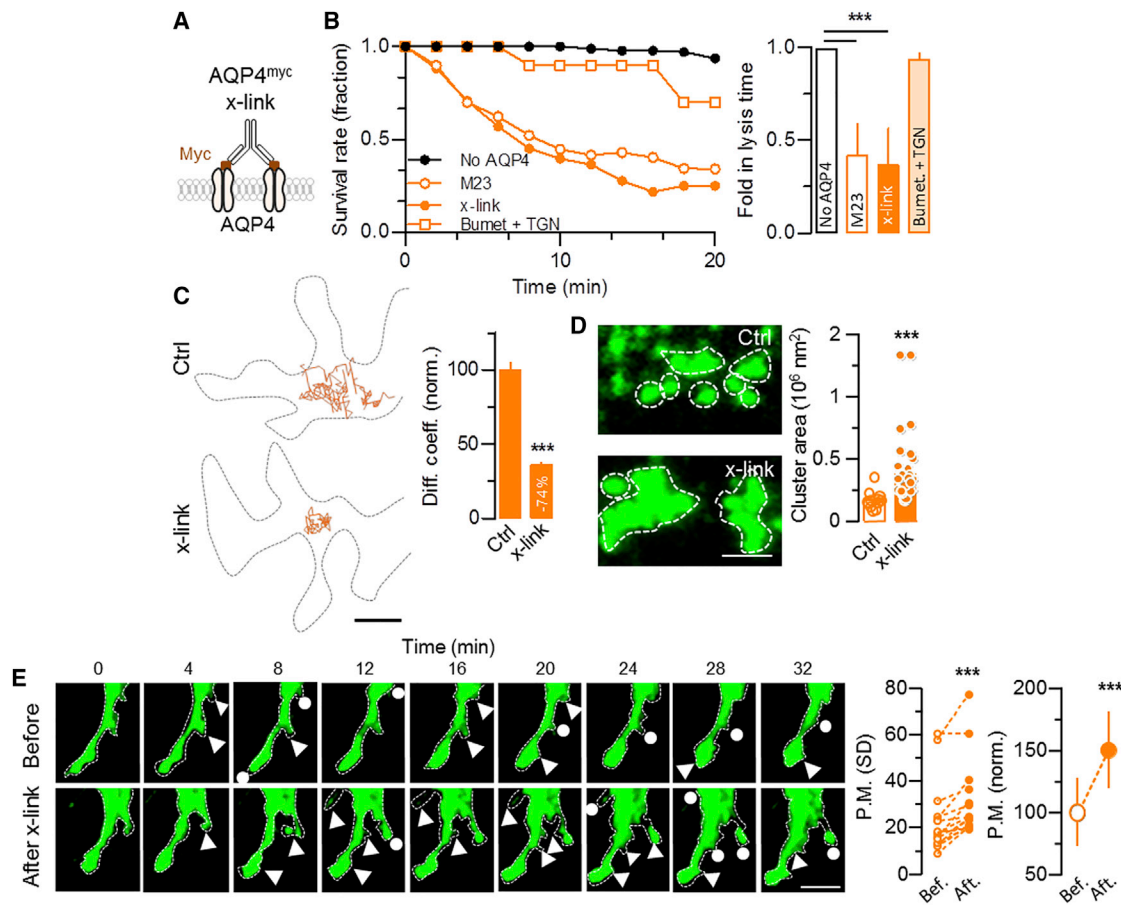 A
AQP4myc
x-link
Myc
AQP4
B
Survival rate (fraction)
1.0
0.5
0.0
No AQP4
M23
x-link
Bumet + TGN
0 10 20
Time (min)
***
Fold in lysis time
1.0
0.5
0.0
No AQP4
M23
x-link
Bumet. + TGN
C
Ctrl
x-link
Diff. coeff. (norm.)
100
50
0
***
-74%
Ctrl
x-link
D
Ctrl
x-link
Cluster area (10⁶ nm²)
2
1
0.5
0
***
Ctrl
x-link
E
Time (min)
0 4 8 12 16 20 24 28 32
Before
After x-link
P.M. (SD)
80
60
40
20
0
***
Bef.
Aft.
P.M. (norm.)
200
150
100
50
***
Bef.
Aft.